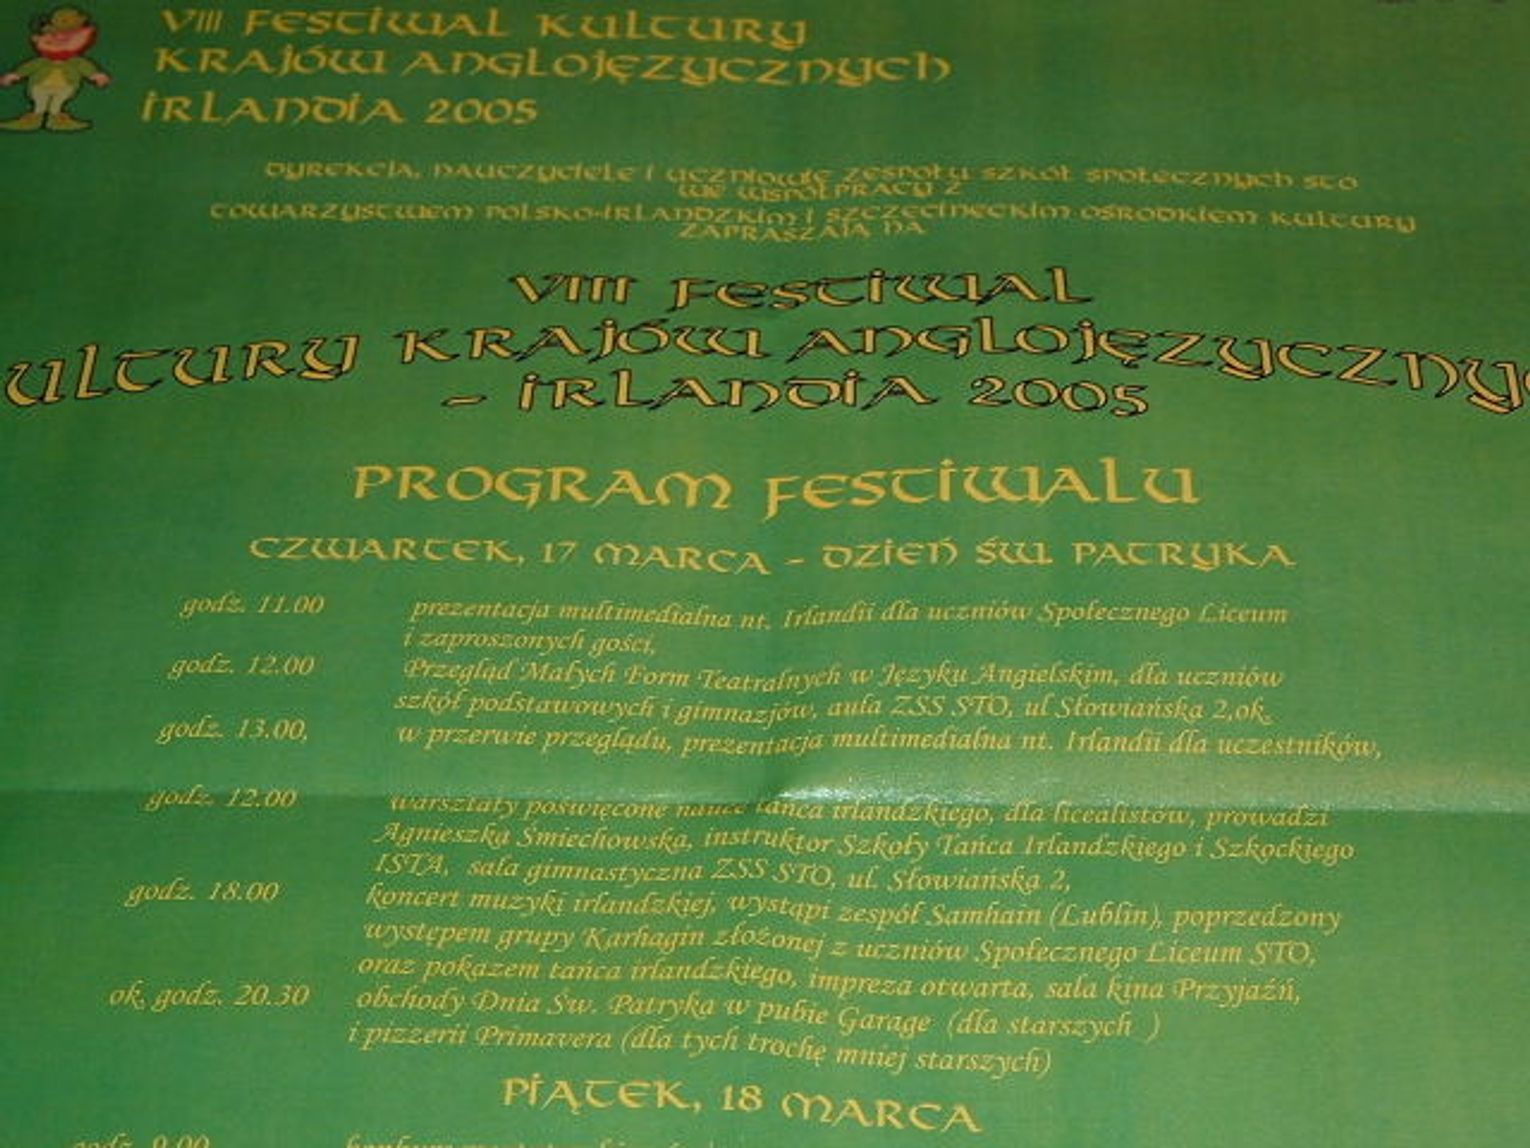 VIII FESTIWAL KULTURY
KRAJÓW ANGLOJĘZYCZNYCH
IRLANDIA 2005
DYREKCJA, NAUCZYCIELE I UCZNIOWIE ZESPOŁU SZKÓŁ SPOŁECZNYCH STO
WE WSPÓŁPRACY Z
TOWARZYSTWEM POLSKO-IRLANDZKIM I SZCZECINECKIM OŚRODKIEM KULTURY
ZAPRASZAJĄ NA
VIII FESTIWAL
ULTURY KRAJÓW ANGLOJĘZYCZNYC
- IRLANDIA 2005
PROGRAM FESTIWALU
CZWARTEK, 17 MARCA - DZIEŃ ŚW. PATRYKA
godz. 11.00 prezentacja multimedialna nt. Irlandii dla uczniów Społecznego Liceum
i zaproszonych gości,
godz. 12.00 Przegląd Małych Form Teatralnych w Języku Angielskim, dla uczniów
szkół podstawowych i gimnazjów, aula ZSS STO, ul Słowiańska 2,ok.
godz. 13.00, w przerwie przeglądu, prezentacja multimedialna nt. Irlandii dla uczestników,
godz. 12.00 warsztaty poświęcone nauce tańca irlandzkiego, dla licealistów, prowadzi
Agnieszka Śmiechowska, instruktor Szkoły Tańca Irlandzkiego i Szkockiego
ISTA, sala gimnastyczna ZSS STO, ul. Słowiańska 2,
godz. 18.00 koncert muzyki irlandzkiej, wystąpi zespół Samhain (Lublin), poprzedzony
występem grupy Karhagin złożonej z uczniów Społecznego Liceum STO,
oraz pokazem tańca irlandzkiego, impreza otwarta, sala kina Przyjaźń,
ok. godz. 20.30 obchody Dnia Św. Patryka w pubie Garage (dla starszych )
i pizzerii Primavera (dla tych trochę mniej starszych)
PIĄTEK, 18 MARCA
godz. 9.00